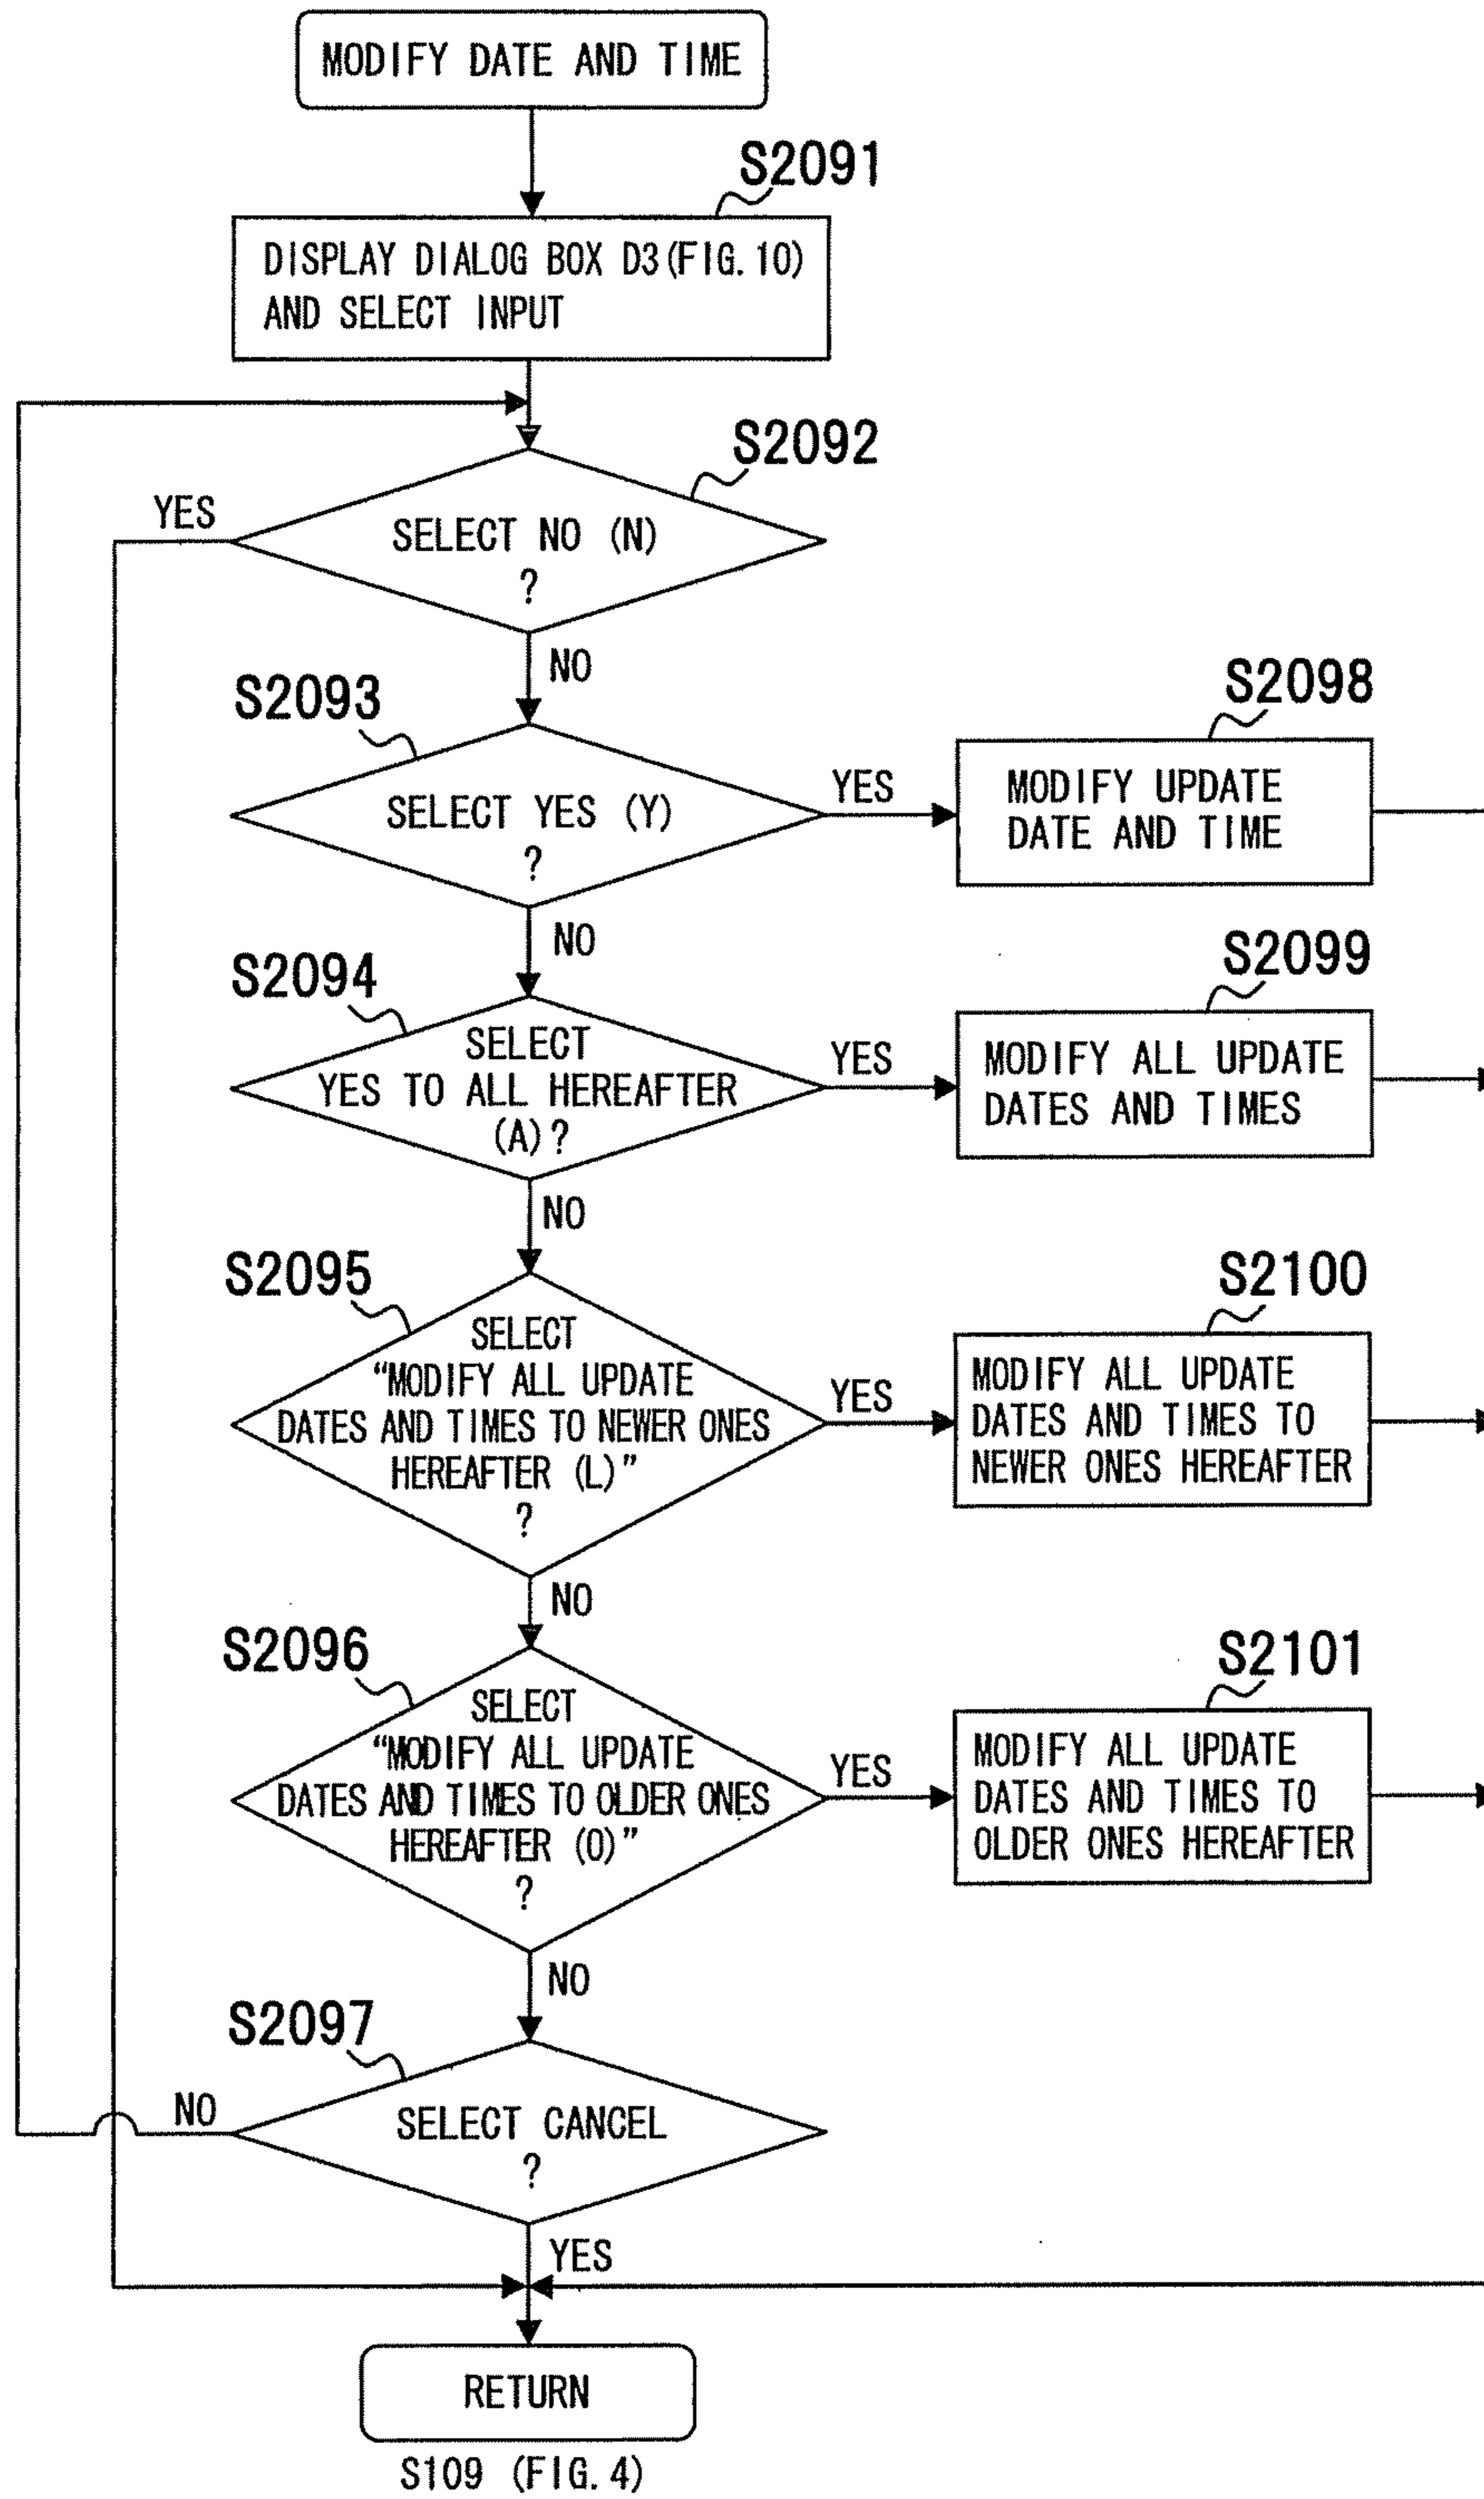 MODIFY DATE AND TIME
S2091
DISPLAY DIALOG BOX D3(FIG. 10)
AND SELECT INPUT
S2092
YES
SELECT NO (N)
?
NO
S2093
SELECT YES (Y)
?
YES
S2098
MODIFY UPDATE
DATE AND TIME
NO
S2094
SELECT
YES TO ALL HEREAFTER
(A)?
YES
S2099
MODIFY ALL UPDATE
DATES AND TIMES
NO
S2095
SELECT
“MODIFY ALL UPDATE
DATES AND TIMES TO NEWER ONES
HEREAFTER (L)”
?
YES
S2100
MODIFY ALL UPDATE
DATES AND TIMES TO
NEWER ONES HEREAFTER
NO
S2096
SELECT
“MODIFY ALL UPDATE
DATES AND TIMES TO OLDER ONES
HEREAFTER (O)”
?
YES
S2101
MODIFY ALL UPDATE
DATES AND TIMES TO
OLDER ONES HEREAFTER
NO
S2097
NO
SELECT CANCEL
?
YES
RETURN
S109 (FIG. 4)